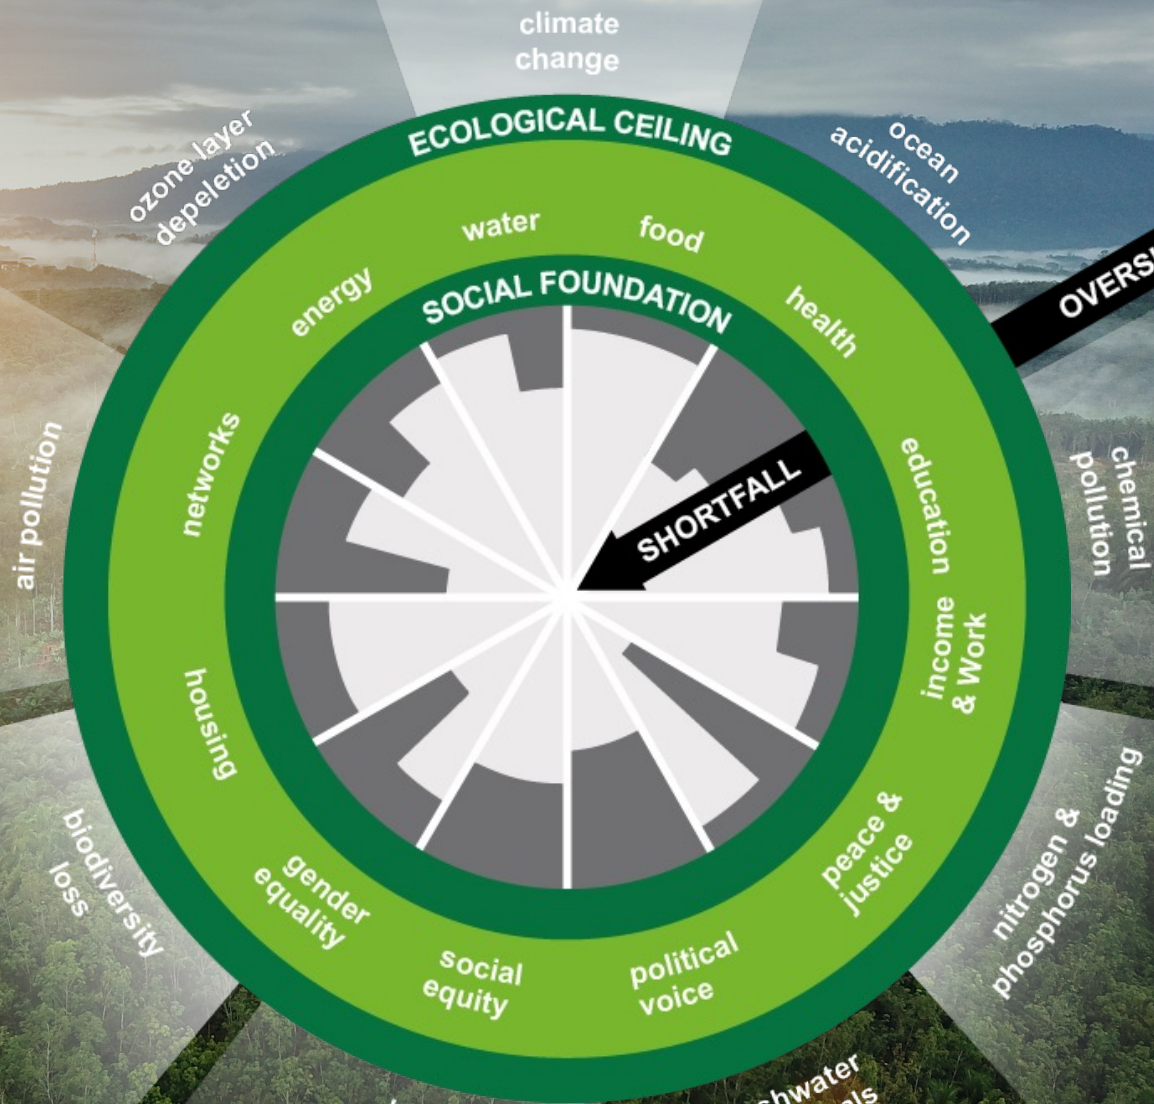 climate
change
ECOLOGICAL CEILING
ozone layer
depeletion
ocean
acidification
water
food
energy
health
SOCIAL FOUNDATION
networks
education
SHORTFALL
air pollution
chemical
pollution
income
& Work
housing
peace &
justice
nitrogen &
phosphorus loading
biodiversity
loss
gender
equality
social
equity
political
voice